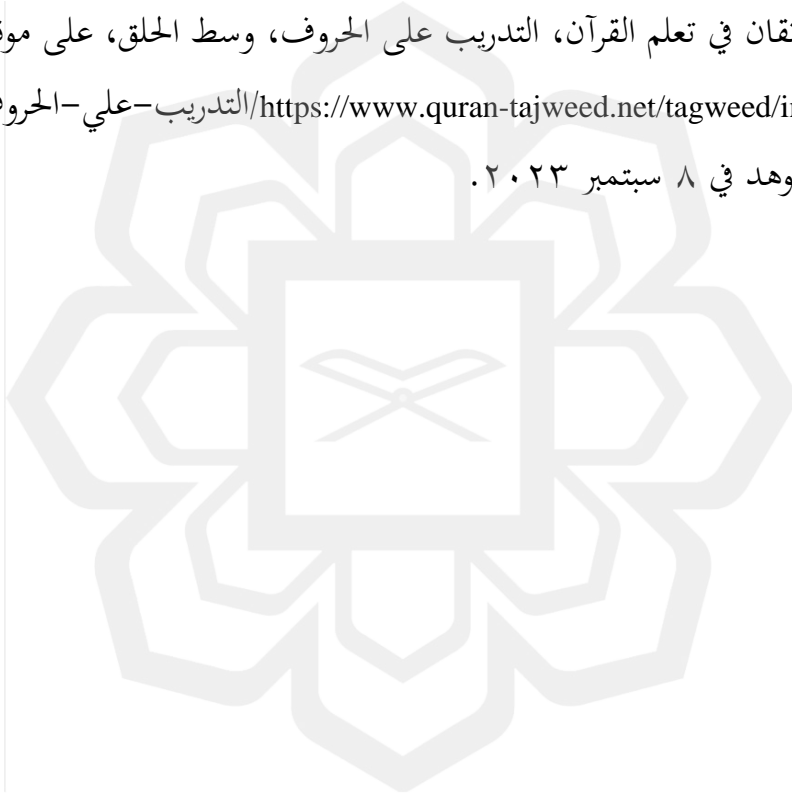 تقان في تعلم القرآن، التدريب على الحروف، وسط الحلق، على
https://www.quran-tajweed.net/tagweed/i/التدريب-علي-الحرو
وهد في ٨ سبتمبر ٢٠٢٣.